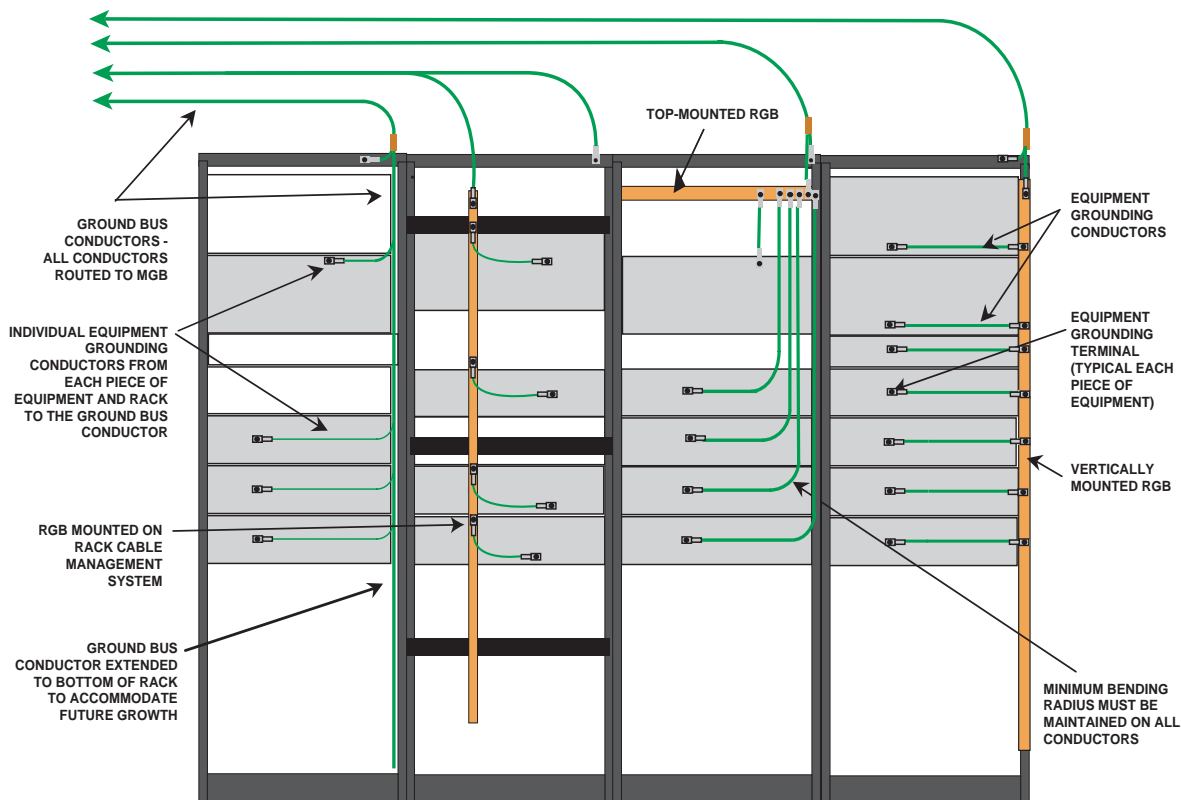 TOP-MOUNTED RGB
GROUND BUS
CONDUCTORS -
ALL CONDUCTORS
ROUTED TO MGB
INDIVIDUAL EQUIPMENT
GROUNDING
CONDUCTORS FROM
EACH PIECE OF
EQUIPMENT AND RACK
TO THE GROUND BUS
CONDUCTOR
RGB MOUNTED ON
RACK CABLE
MANAGEMENT
SYSTEM
GROUND BUS
CONDUCTOR EXTENDED
TO BOTTOM OF RACK
TO ACCOMMODATE
FUTURE GROWTH
EQUIPMENT
GROUNDING
CONDUCTORS
EQUIPMENT
GROUNDING
TERMINAL
(TYPICAL EACH
PIECE OF
EQUIPMENT)
VERTICALLY
MOUNTED RGB
MINIMUM BENDING
RADIUS MUST BE
MAINTAINED ON ALL
CONDUCTORS